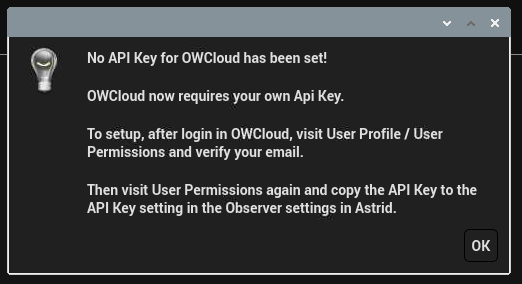 No API Key for OWCloud has been set!
OWCloud now requires your own Api Key.
To setup, after login in OWCloud, visit User Profile / User
Permissions and verify your email.
Then visit User Permissions again and copy the API Key to the
API Key setting in the Observer settings in Astrid.
OK